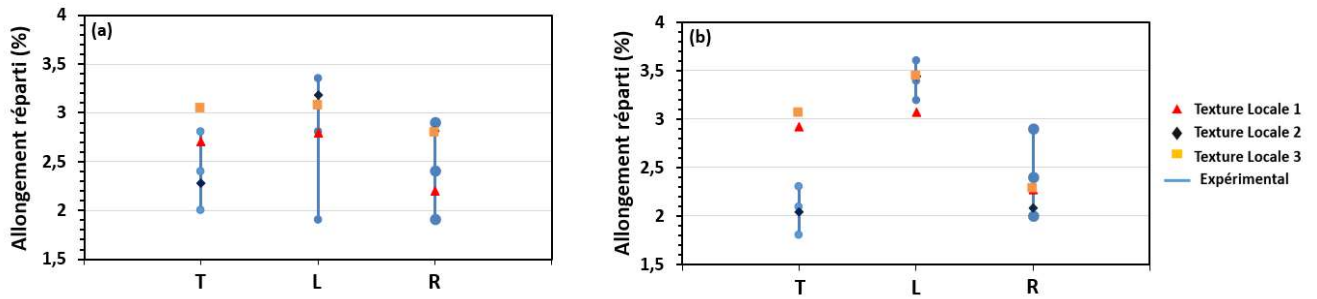 (a)
Allongement réparti (%)
4
3,5
3
2,5
2
1,5
T L R
(b)
Allongement réparti (%)
4
3,5
3
2,5
2
1,5
T L R
Texture Locale 1
Texture Locale 2
Texture Locale 3
Expérimental